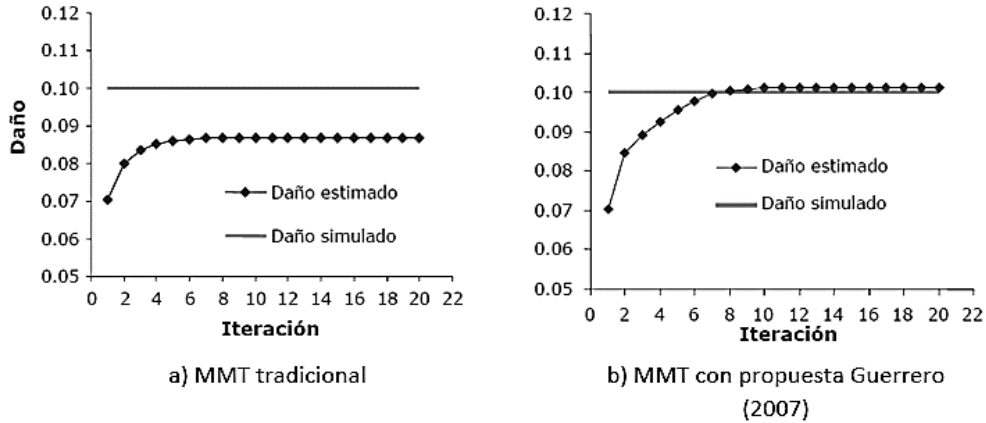 0.12
0.11
0.10
0.09
0.08
0.07
0.06
0.05
Daño
Daño estimado
Daño simulado
0 2 4 6 8 10 12 14 16 18 20 22
Iteración
a) MMT tradicional
0.12
0.11
0.10
0.09
0.08
0.07
0.06
0.05
Daño estimado
Daño simulado
0 2 4 6 8 10 12 14 16 18 20 22
Iteración
b) MMT con propuesta Guerrero
(2007)